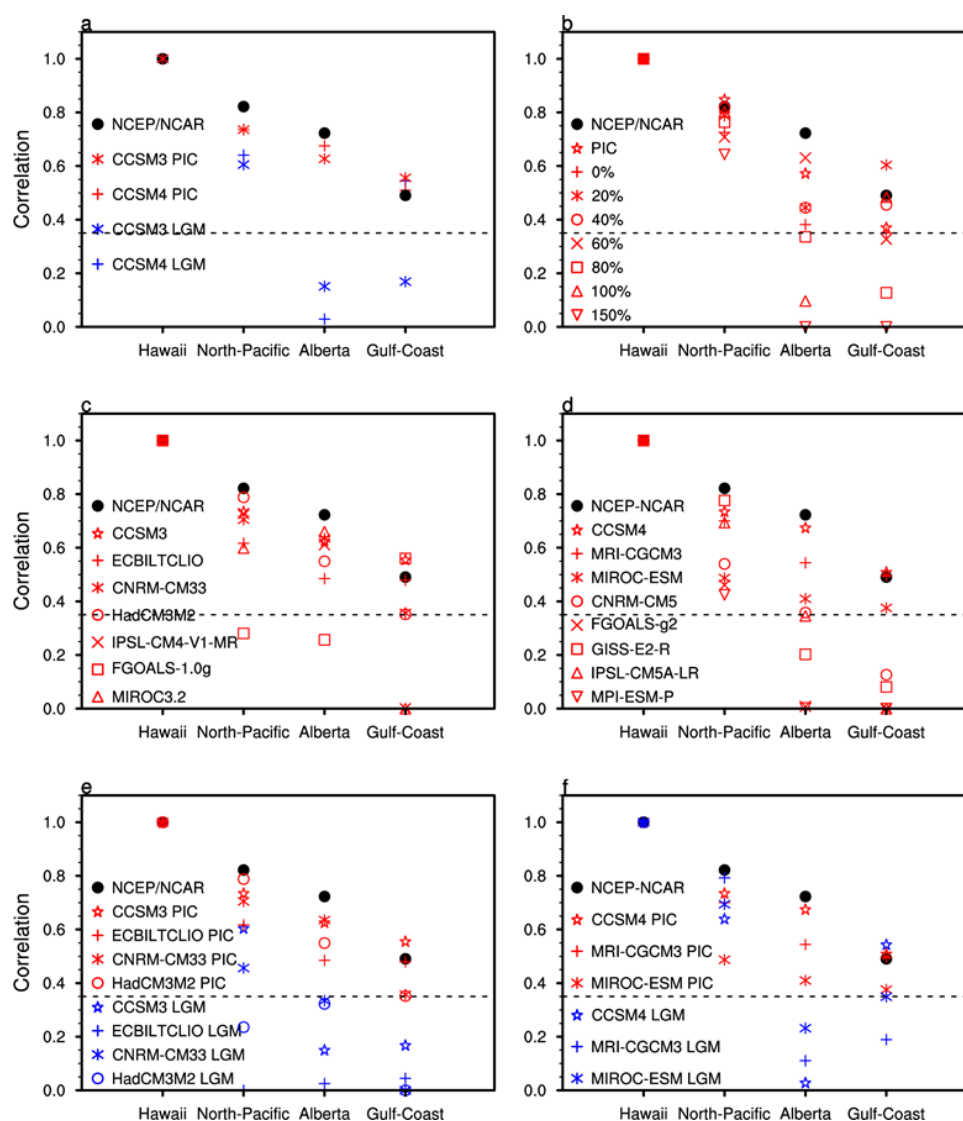 a
Correlation
1.0
0.8
0.6
0.4
0.2
0.0
NCEP/NCAR
CCSM3 PIC
CCSM4 PIC
CCSM3 LGM
CCSM4 LGM
Hawaii North-Pacific Alberta Gulf-Coast
b
1.0
0.8
0.6
0.4
0.2
0.0
NCEP/NCAR
PIC
0%
20%
40%
60%
80%
100%
150%
Hawaii North-Pacific Alberta Gulf-Coast
c
Correlation
1.0
0.8
0.6
0.4
0.2
0.0
NCEP/NCAR
CCSM3
ECBILTCLIO
CNRM-CM33
HadCM3M2
IPSL-CM4-V1-MR
FGOALS-1.0g
MIROC3.2
Hawaii North-Pacific Alberta Gulf-Coast
d
1.0
0.8
0.6
0.4
0.2
0.0
NCEP-NCAR
CCSM4
MRI-CGCM3
MIROC-ESM
CNRM-CM5
FGOALS-g2
GISS-E2-R
IPSL-CM5A-LR
MPI-ESM-P
Hawaii North-Pacific Alberta Gulf-Coast
e
Correlation
1.0
0.8
0.6
0.4
0.2
0.0
NCEP/NCAR
CCSM3 PIC
ECBILTCLIO PIC
CNRM-CM33 PIC
HadCM3M2 PIC
CCSM3 LGM
ECBILTCLIO LGM
CNRM-CM33 LGM
HadCM3M2 LGM
Hawaii North-Pacific Alberta Gulf-Coast
f
1.0
0.8
0.6
0.4
0.2
0.0
NCEP-NCAR
CCSM4 PIC
MRI-CGCM3 PIC
MIROC-ESM PIC
CCSM4 LGM
MRI-CGCM3 LGM
MIROC-ESM LGM
Hawaii North-Pacific Alberta Gulf-Coast